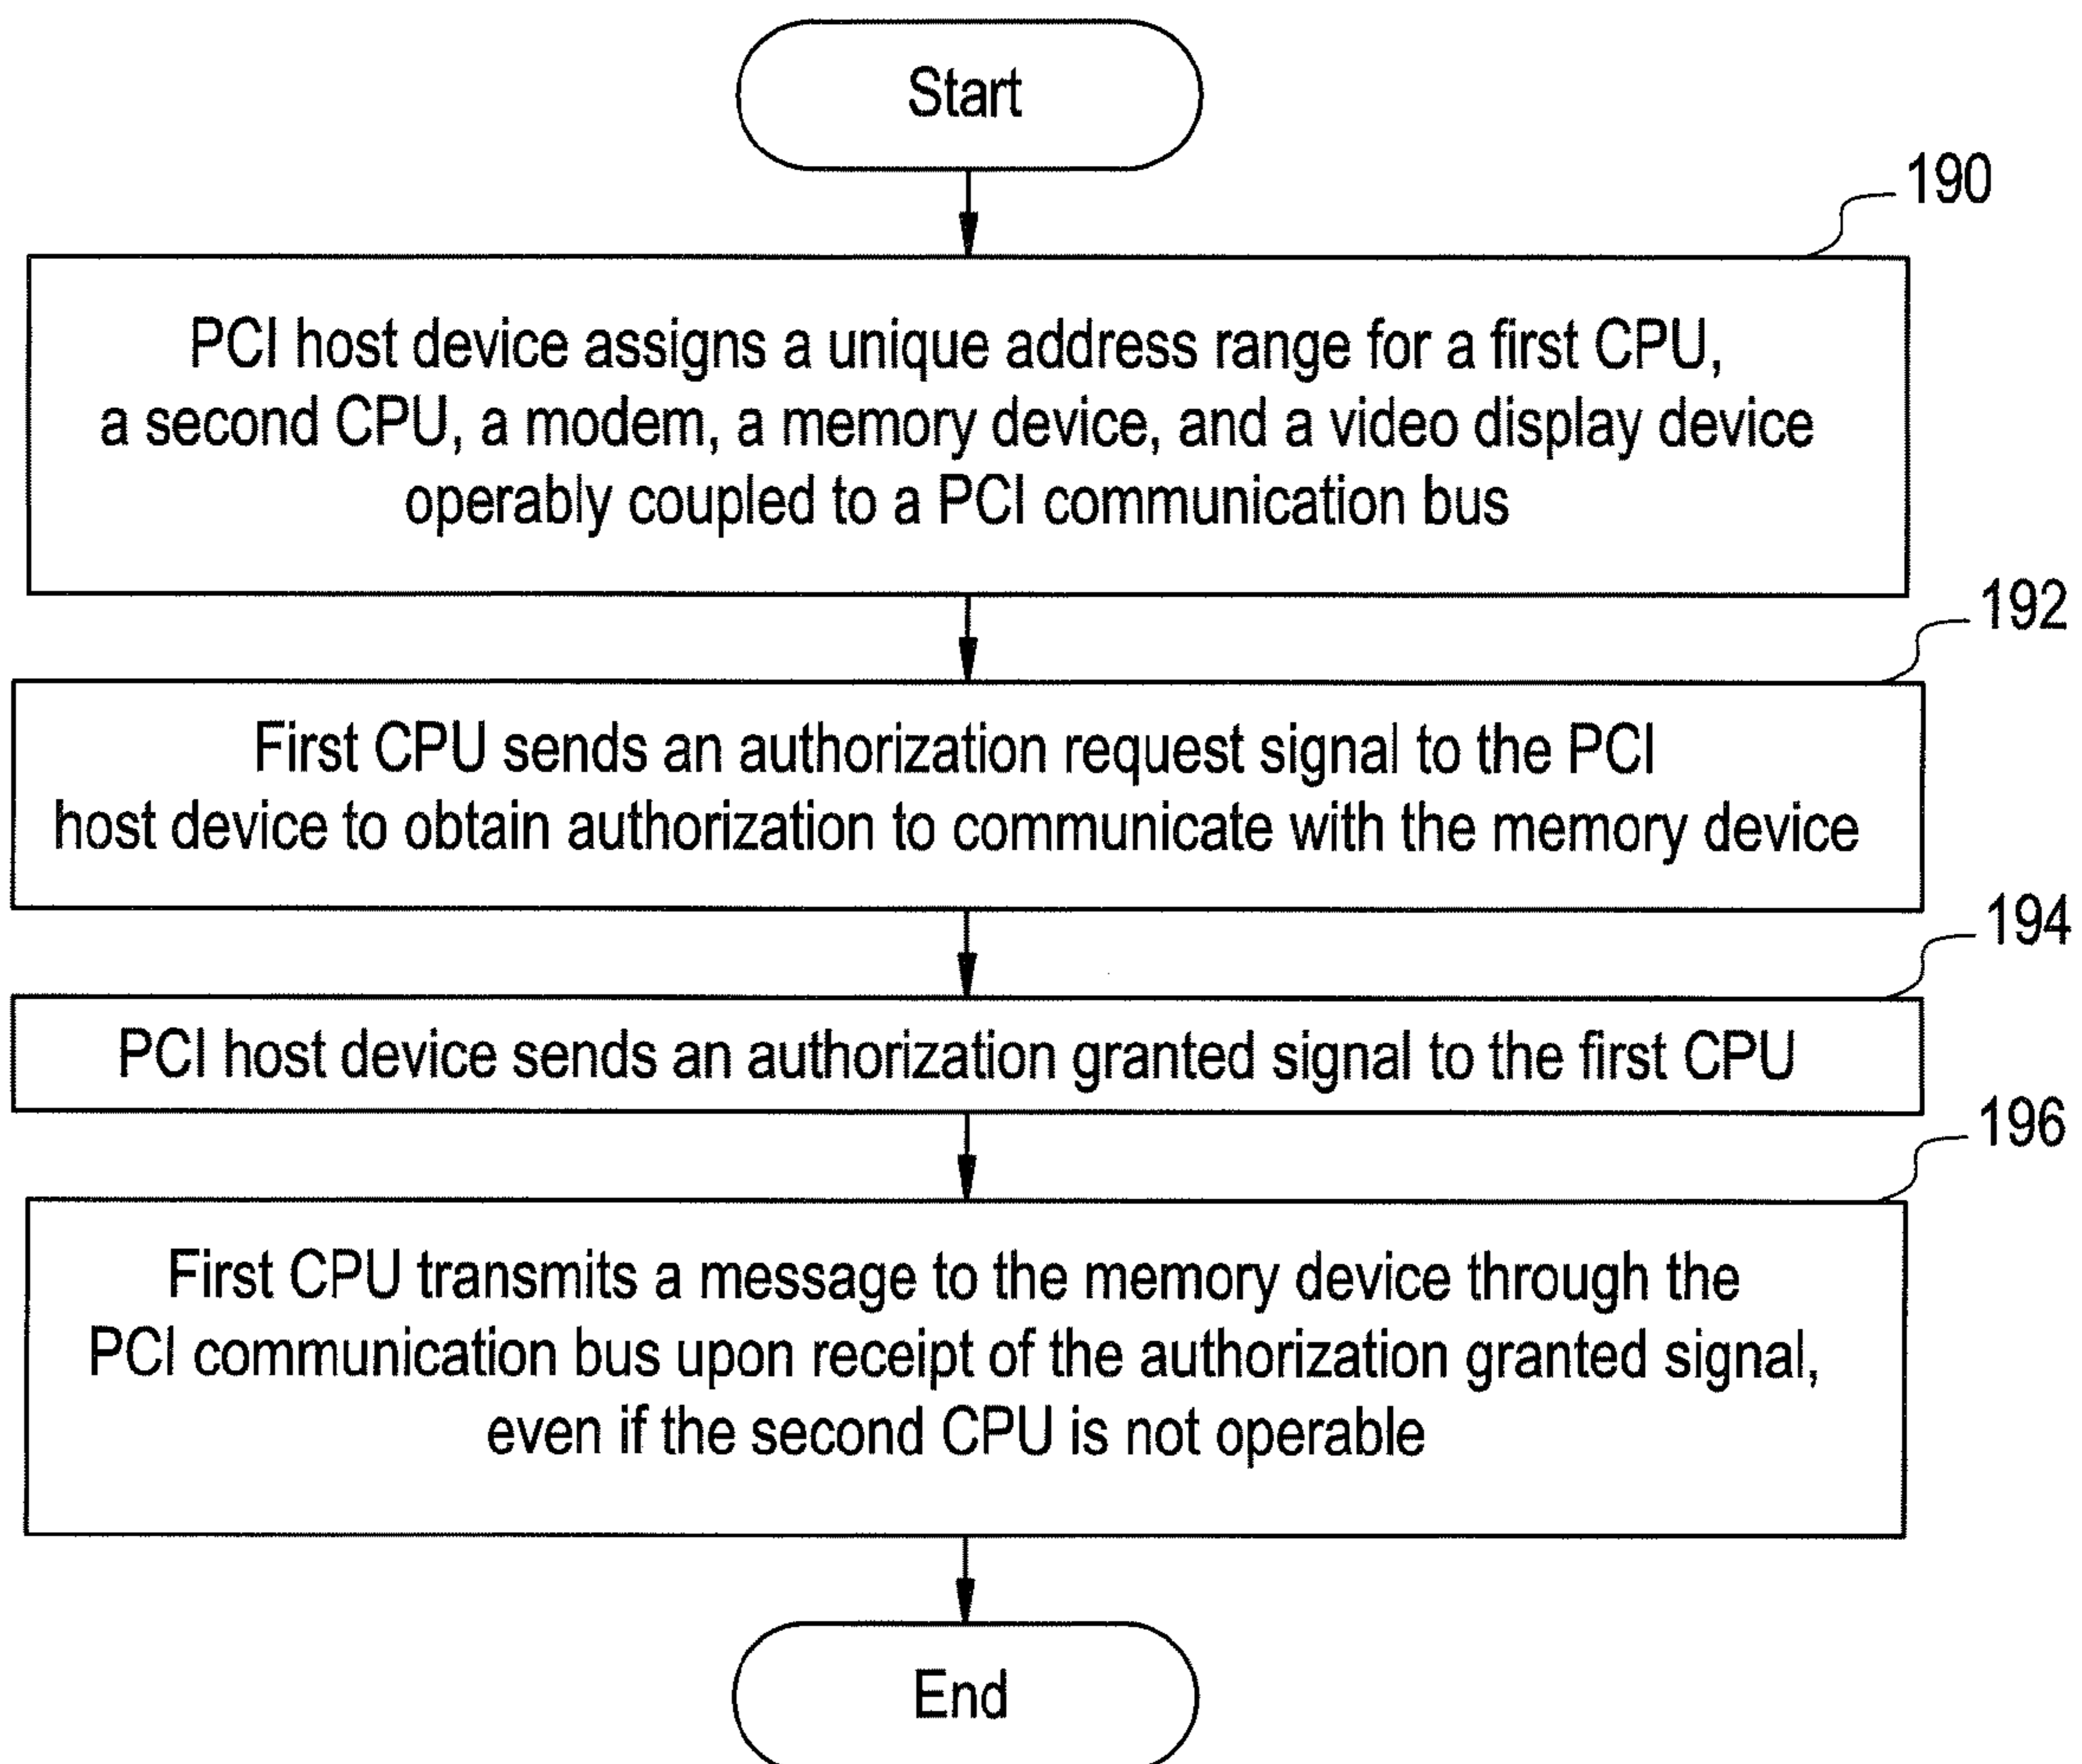 Start
190
PCI host device assigns a unique address range for a first CPU,
a second CPU, a modem, a memory device, and a video display device
operably coupled to a PCI communication bus
192
First CPU sends an authorization request signal to the PCI
host device to obtain authorization to communicate with the memory device
194
PCI host device sends an authorization granted signal to the first CPU
196
First CPU transmits a message to the memory device through the
PCI communication bus upon receipt of the authorization granted signal,
even if the second CPU is not operable
End